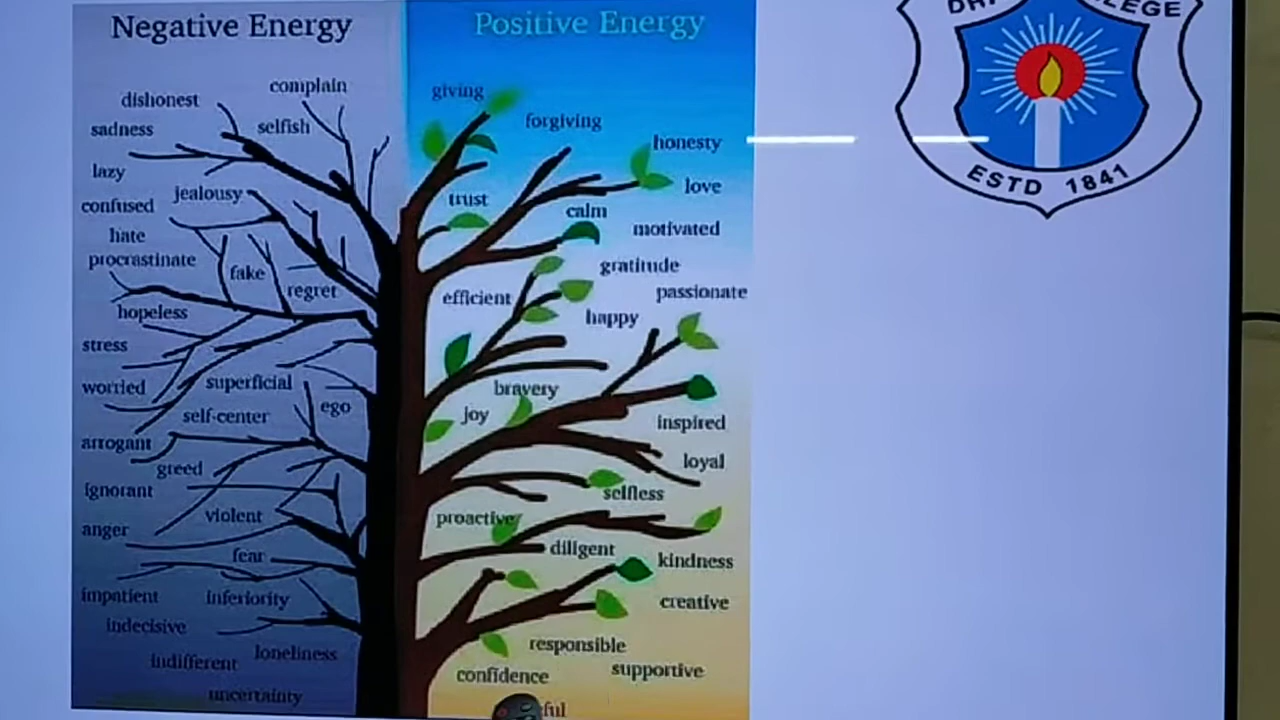 Negative Energy
complain
dishonest
selfish
sadness
lazy
jealousy
confused
hate
procrastinate
fake
regret
hopeless
stress
superficial
worried
ego
self-center
arrogant
greed
ignorant
violent
anger
fear
impatient
inferiority
indecisive
loneliness
indifferent
uncertainty
Positive Energy
giving
forgiving
honesty
love
trust
calm
motivated
gratitude
passionate
efficient
happy
bravery
joy
inspired
loyal
selfless
proactive
diligent
kindness
creative
responsible
supportive
confidence
ESTD 1841